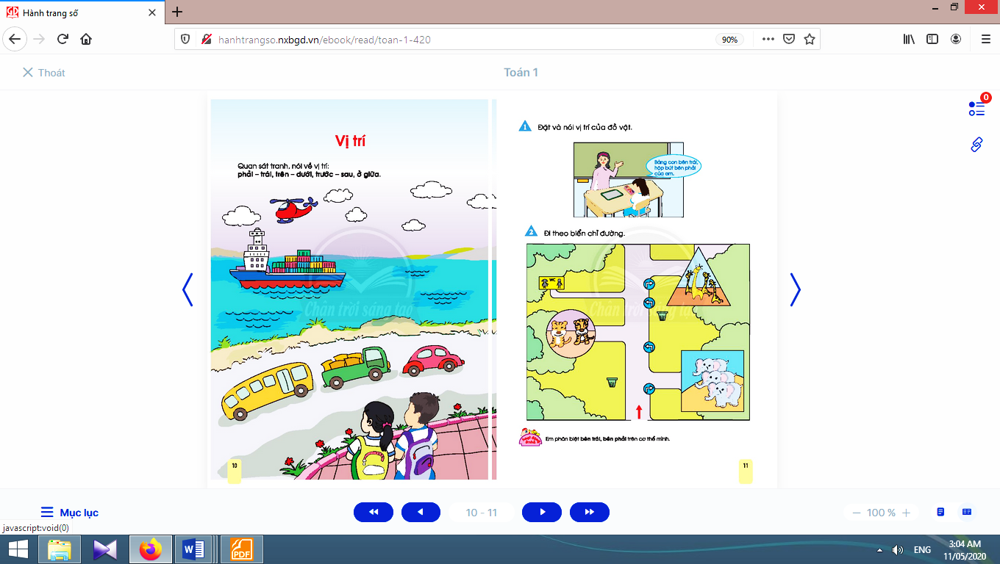 Hành trang số
hanhtrangso.nxbgd.vn/ebook/read/toan-1-420
90%
Thoát
Toán 1
0
Vị trí
Quan sát tranh, nói về vị trí:
phải – trái, trên – dưới, trước – sau, ở giữa.
Chân trời sáng tạo
10
1 Đặt và nói vị trí của đồ vật.
Bảng con bên trái,
hộp bút bên phải
của em.
2 Đi theo biển chỉ đường.
WC
Chân trời sáng tạo
Em phân biệt bên trái, bên phải trên cơ thể mình.
11
Mục lục
10 - 11
100 %
javascript:void(0)
PDF
ENG
3:04 AM
11/05/2020